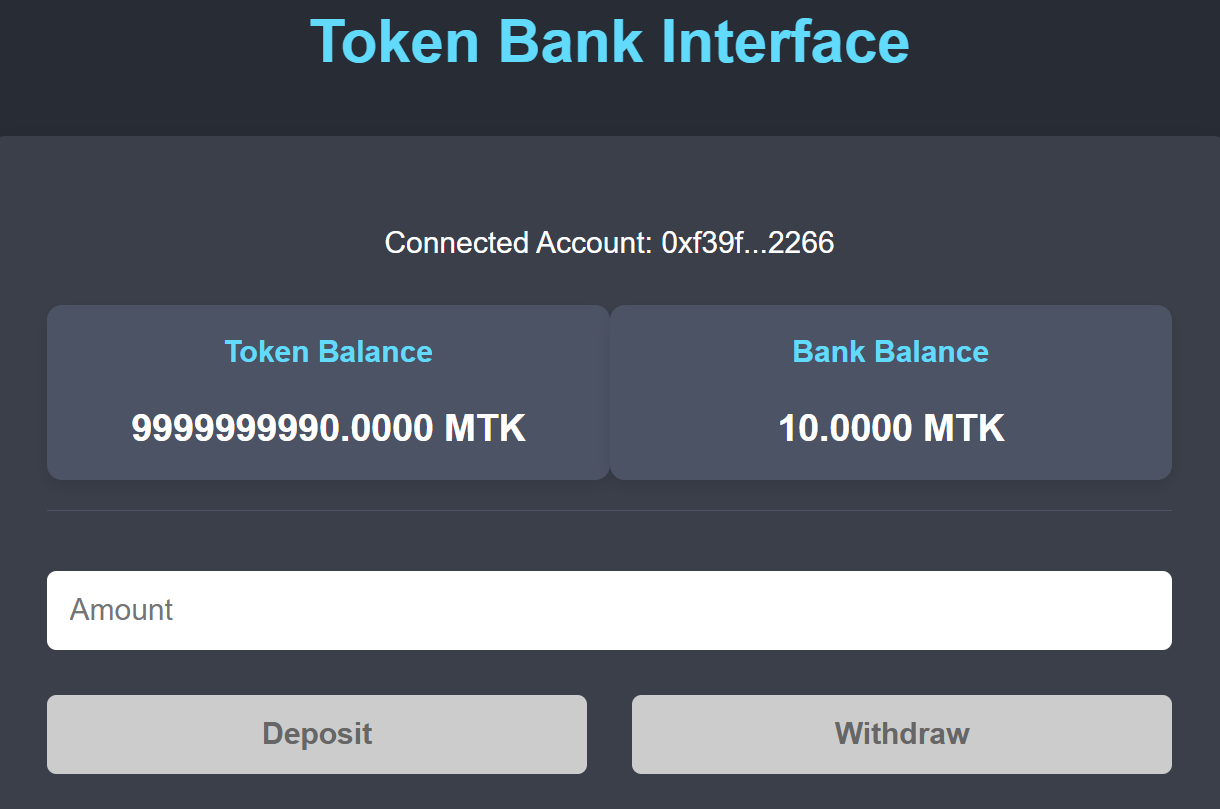 Token Bank Interface
Connected Account: 0xf39f...2266
Token Balance
9999999990.0000 MTK
Bank Balance
10.0000 MTK
Amount
Deposit
Withdraw